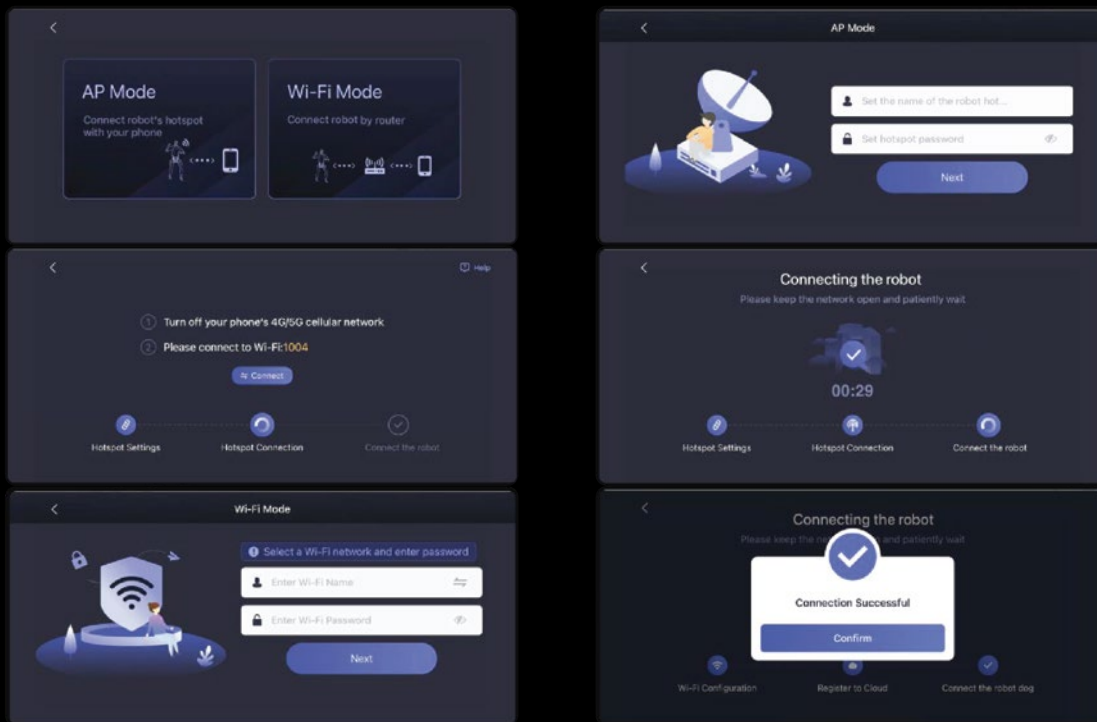 AP Mode
Connect robot's hotspot
with your phone
Wi-Fi Mode
Connect robot by router
AP Mode
Set the name of the robot hot...
Set hotspot password
Next
Help
1 Turn off your phone's 4G/5G cellular network
2 Please connect to Wi-Fi:1004
Connect
Hotspot Settings
Hotspot Connection
Connect the robot
Connecting the robot
Please keep the network open and patiently wait
00:29
Hotspot Settings
Hotspot Connection
Connect the robot
Wi-Fi Mode
Select a Wi-Fi network and enter password
Enter Wi-Fi Name
Enter Wi-Fi Password
Next
Connecting the robot
Please keep the and patiently wait
Connection Successful
Confirm
Wi-Fi Configuration
Register to Cloud
Connect the robot dog